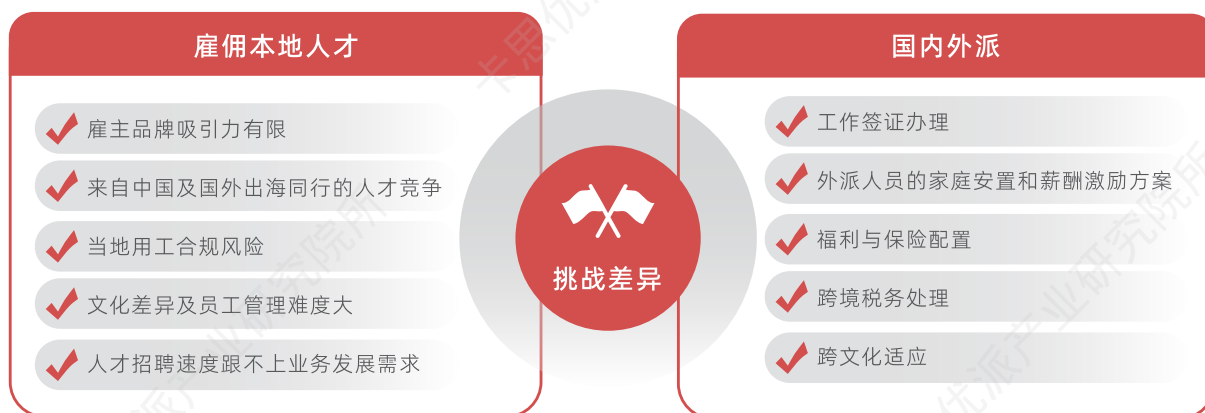 雇佣本地人才
雇主品牌吸引力有限
来自中国及国外出海同行的人才竞争
当地用工合规风险
文化差异及员工管理难度大
人才招聘速度跟不上业务发展需求
挑战差异
国内外派
工作签证办理
外派人员的家庭安置和薪酬激励方案
福利与保险配置
跨境税务处理
跨文化适应